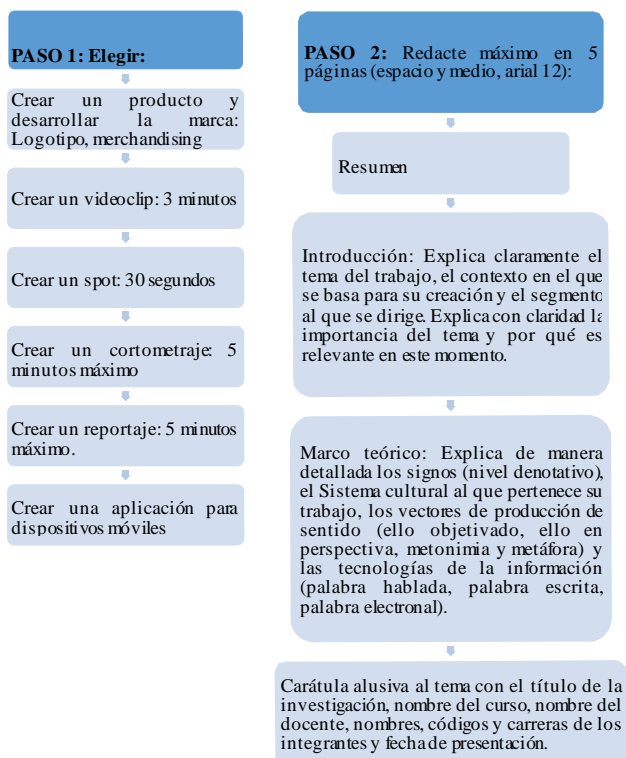 PASO 1: Elegir:
Crear un producto y
desarrollar la marca:
Logotipo, merchandising
Crear un videoclip: 3 minutos
Crear un spot: 30 segundos
Crear un cortometraje: 5
minutos máximo
Crear un reportaje: 5 minutos
máximo.
Crear una aplicación para
dispositivos móviles
PASO 2: Redacte máximo en 5
páginas (espacio y medio, arial 12):
Resumen
Introducción: Explica claramente el
tema del trabajo, el contexto en el que
se basa para su creación y el segmento
al que se dirige. Explica con claridad la
importancia del tema y por qué es
relevante en este momento.
Marco teórico: Explica de manera
detallada los signos (nivel denotativo),
el Sistema cultural al que pertenece su
trabajo, los vectores de producción de
sentido (ello objetivado, ello en
perspectiva, metonimia y metáfora) y
las tecnologías de la información
(palabra hablada, palabra escrita,
palabra electronal).
Carátula alusiva al tema con el título de la
investigación, nombre del curso, nombre del
docente, nombres, códigos y carreras de los
integrantes y fecha de presentación.